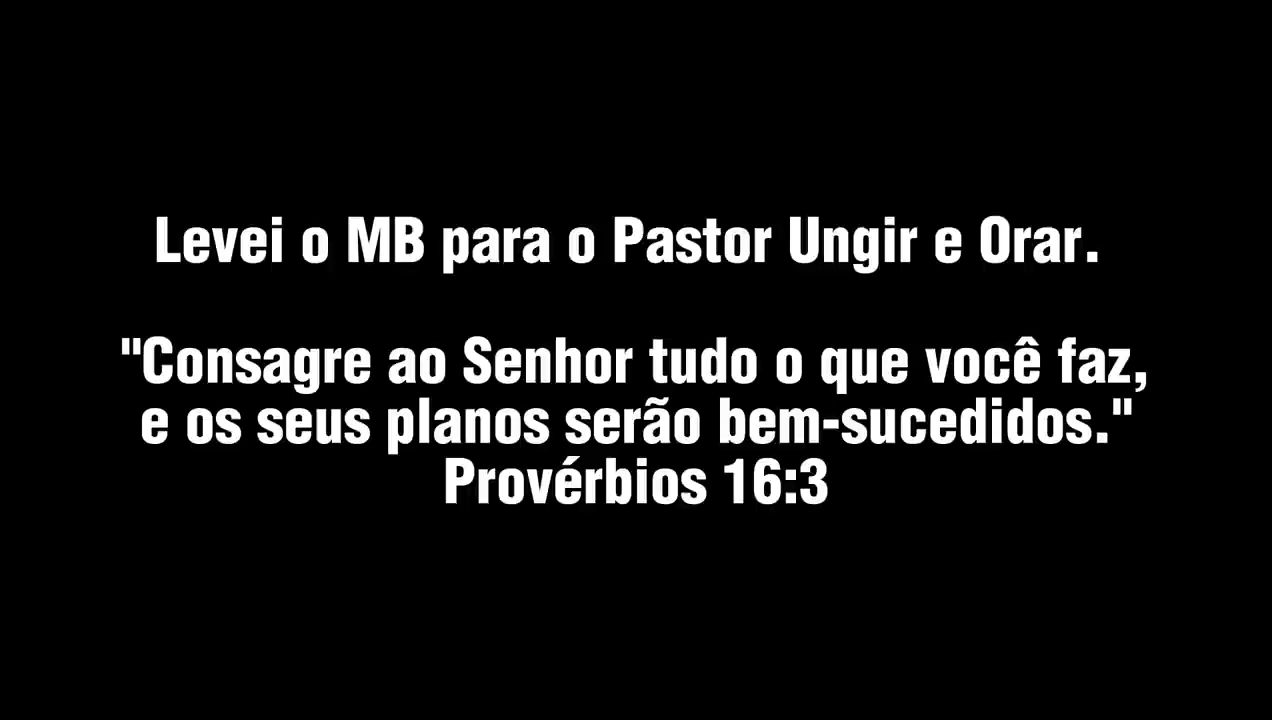 Levei o MB para o Pastor Ungir e Orar.
"Consagre ao Senhor tudo o que você faz,
e os seus planos serão bem-sucedidos."
Provérbios 16:3